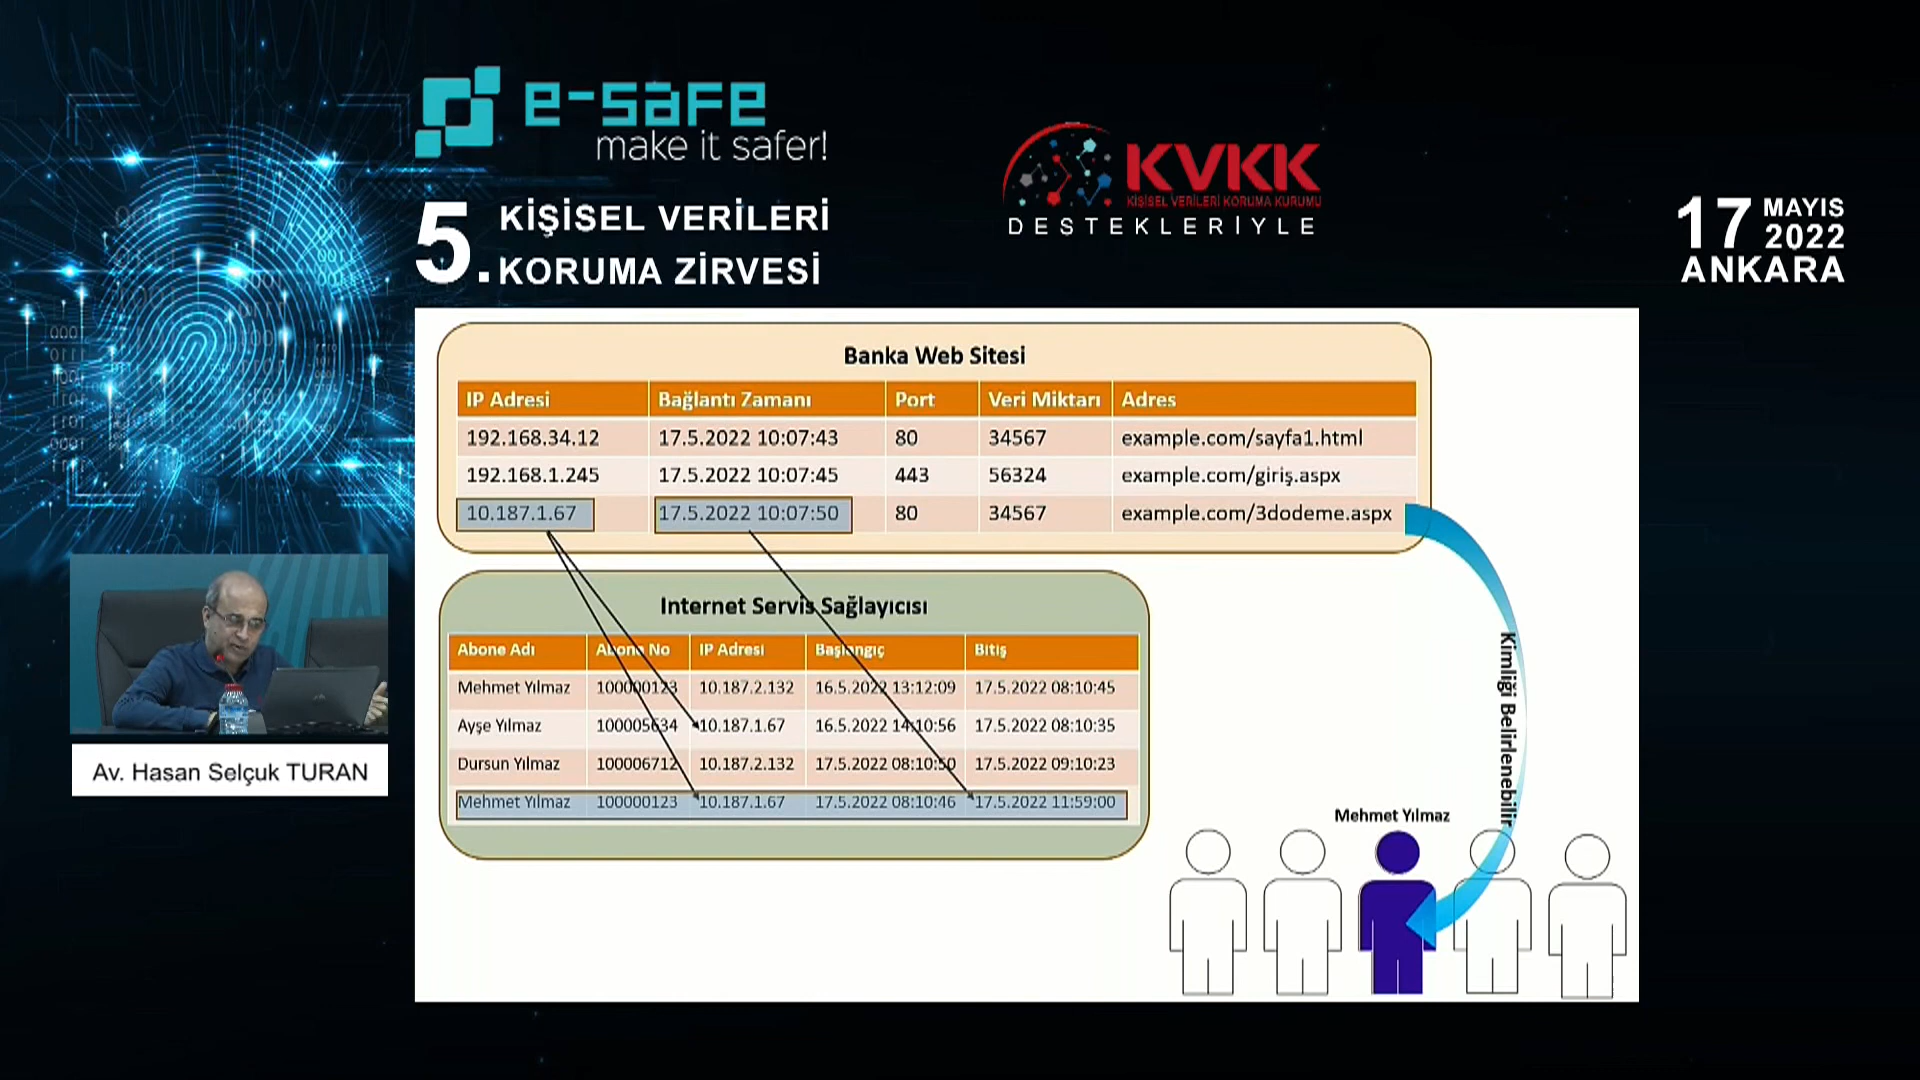 e-safe
make it safer!
KVKK
KİŞİSEL VERİLERİ KORUMA KURUMU
DESTEKLERİYLE
5. KİŞİSEL VERİLERİ
KORUMA ZİRVESİ
17 MAYIS
2022
ANKARA
Banka Web Sitesi
IP Adresi Bağlantı Zamanı Port Veri Miktarı Adres
192.168.34.12 17.5.2022 10:07:43 80 34567 example.com/sayfa1.html
192.168.1.245 17.5.2022 10:07:45 443 56324 example.com/giriş.aspx
10.187.1.67 17.5.2022 10:07:50 80 34567 example.com/3dodeme.aspx
Internet Servis Sağlayıcısı
Abone Adı Abone No IP Adresi Başlangıç Bitiş
Mehmet Yılmaz 100000123 10.187.2.132 16.5.2022 13:12:09 17.5.2022 08:10:45
Ayşe Yılmaz 100005634 10.187.1.67 16.5.2022 14:10:56 17.5.2022 08:10:35
Dursun Yılmaz 100006712 10.187.2.132 17.5.2022 08:10:50 17.5.2022 09:10:23
Mehmet Yılmaz 100000123 10.187.1.67 17.5.2022 08:10:46 17.5.2022 11:59:00
Kimliği Belirlenebilir
Mehmet Yılmaz
Av. Hasan Selçuk TURAN